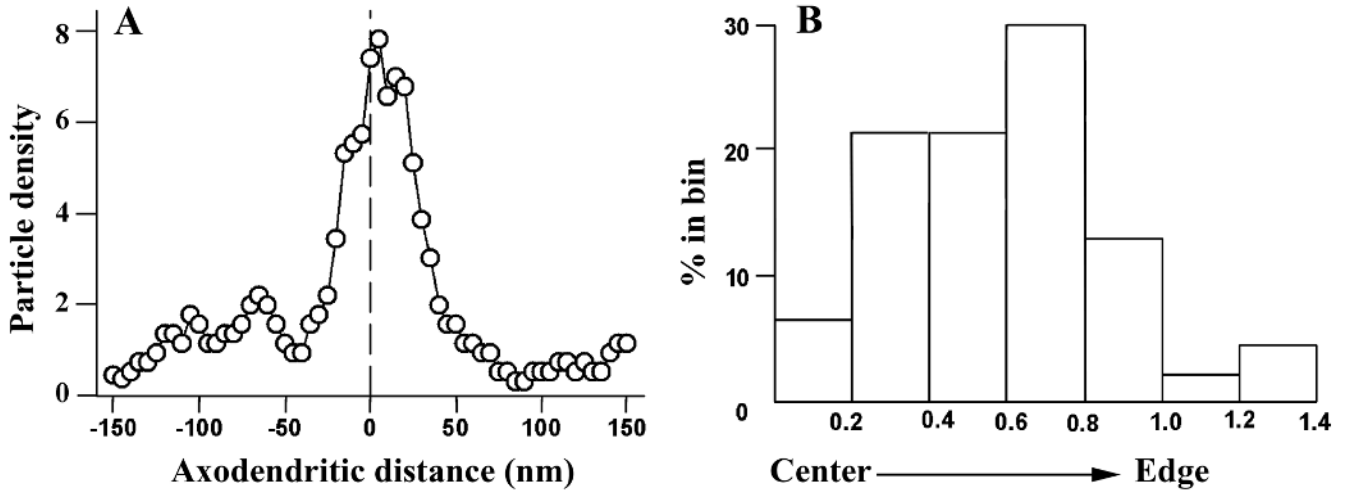 A
Particle density
8
6
4
2
0
-150 -100 -50 0 50 100 150
Axodendritic distance (nm)
B
% in bin
30
20
10
0
0.2 0.4 0.6 0.8 1.0 1.2 1.4
Center Edge